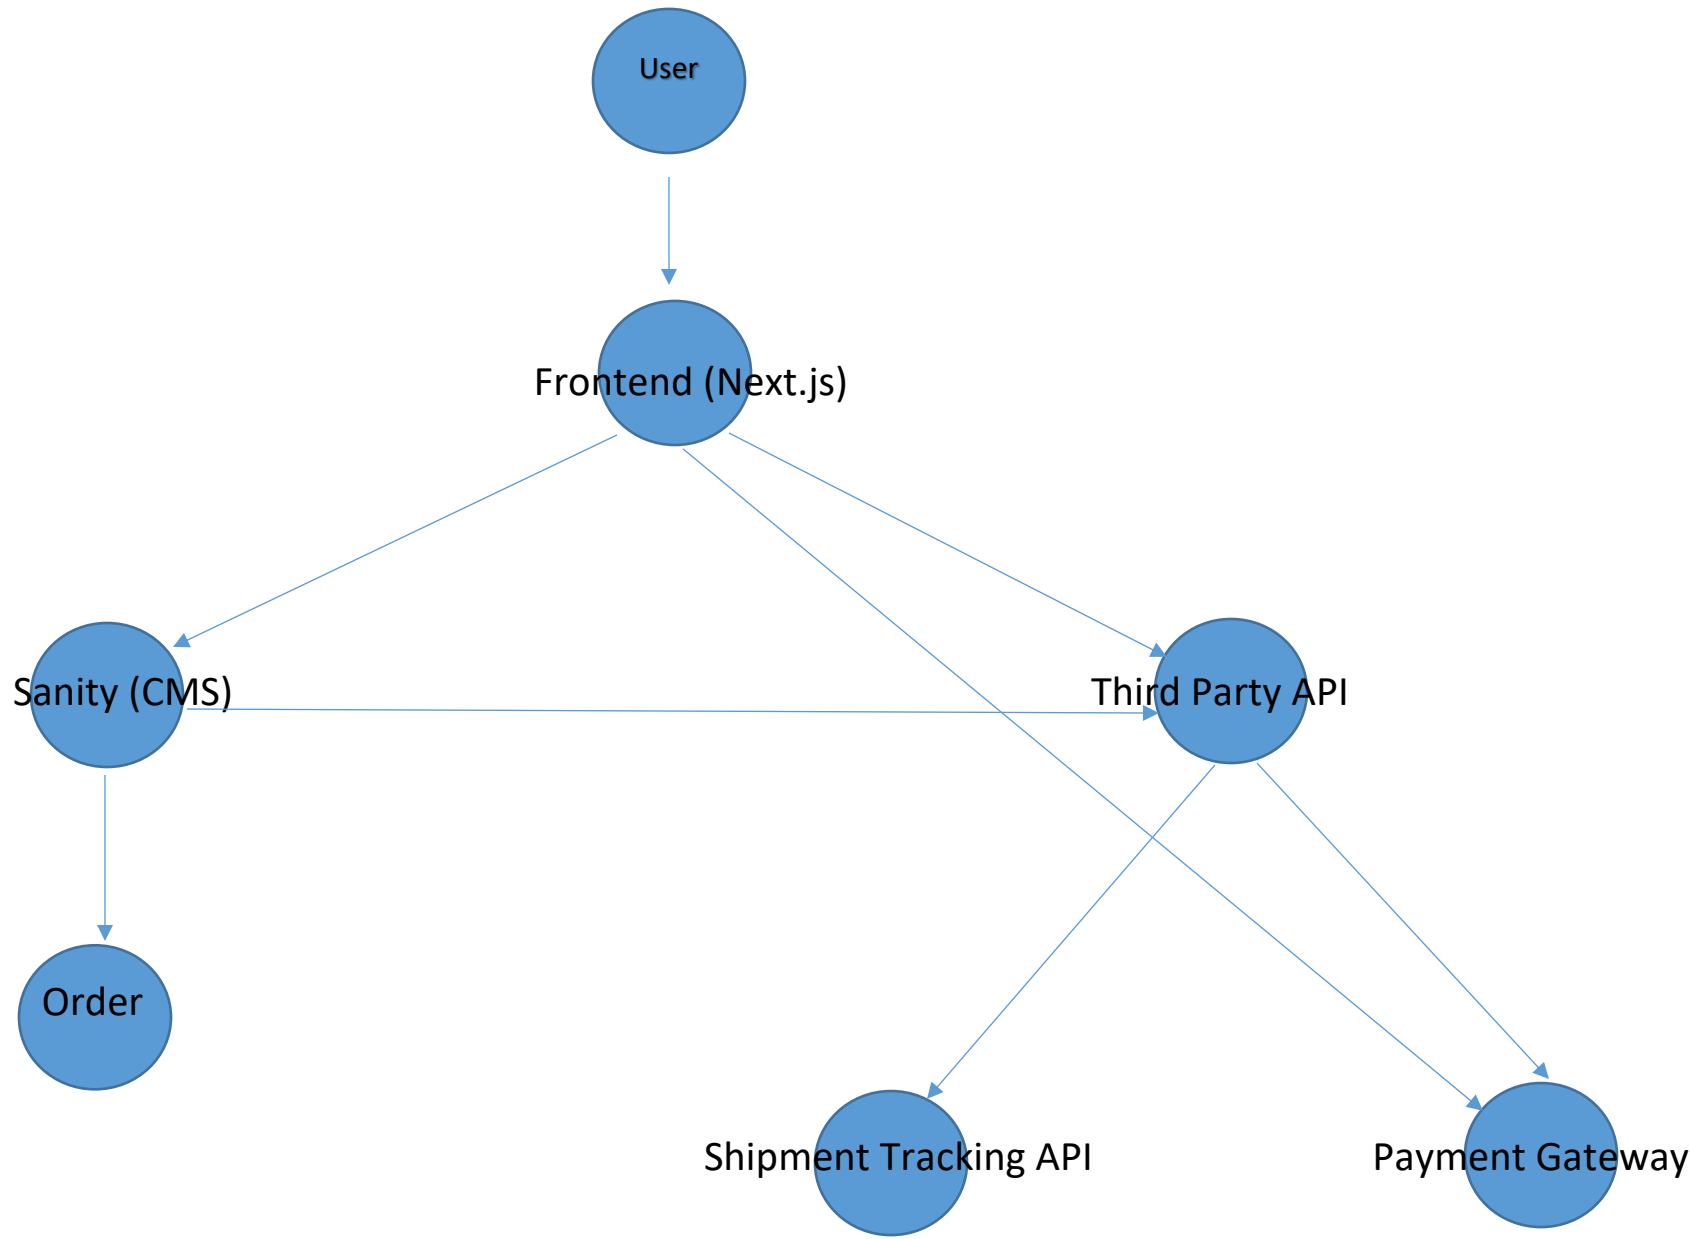 User
Frontend (Next.js)
Sanity (CMS)
Third Party API
Order
Shipment Tracking API
Payment Gateway